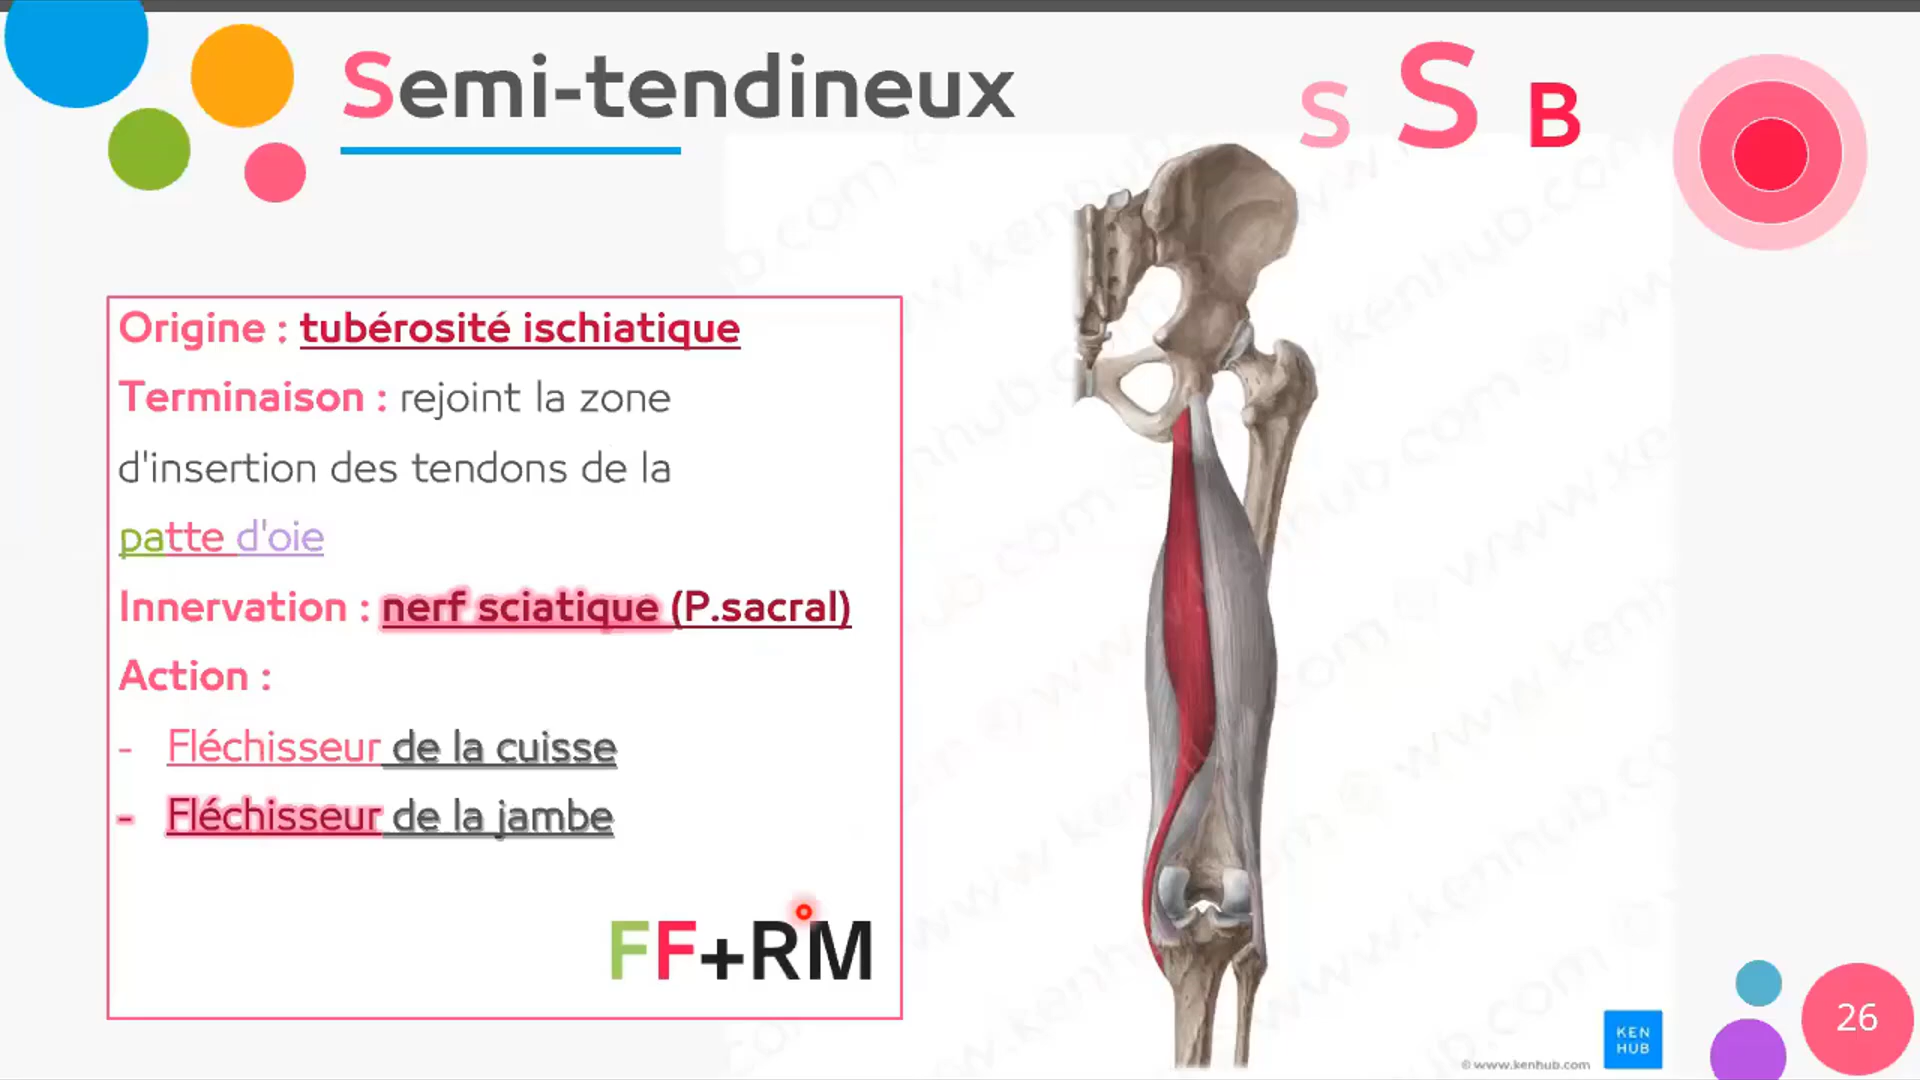 Semi-tendineux
S S B
Origine : tubérosité ischiatique
Terminaison : rejoint la zone
d'insertion des tendons de la
patte d'oie
Innervation : nerf sciatique (P.sacral)
Action :
- Fléchisseur de la cuisse
- Fléchisseur de la jambe
FF+RM
KEN
HUB
© www.kenhub.com
26